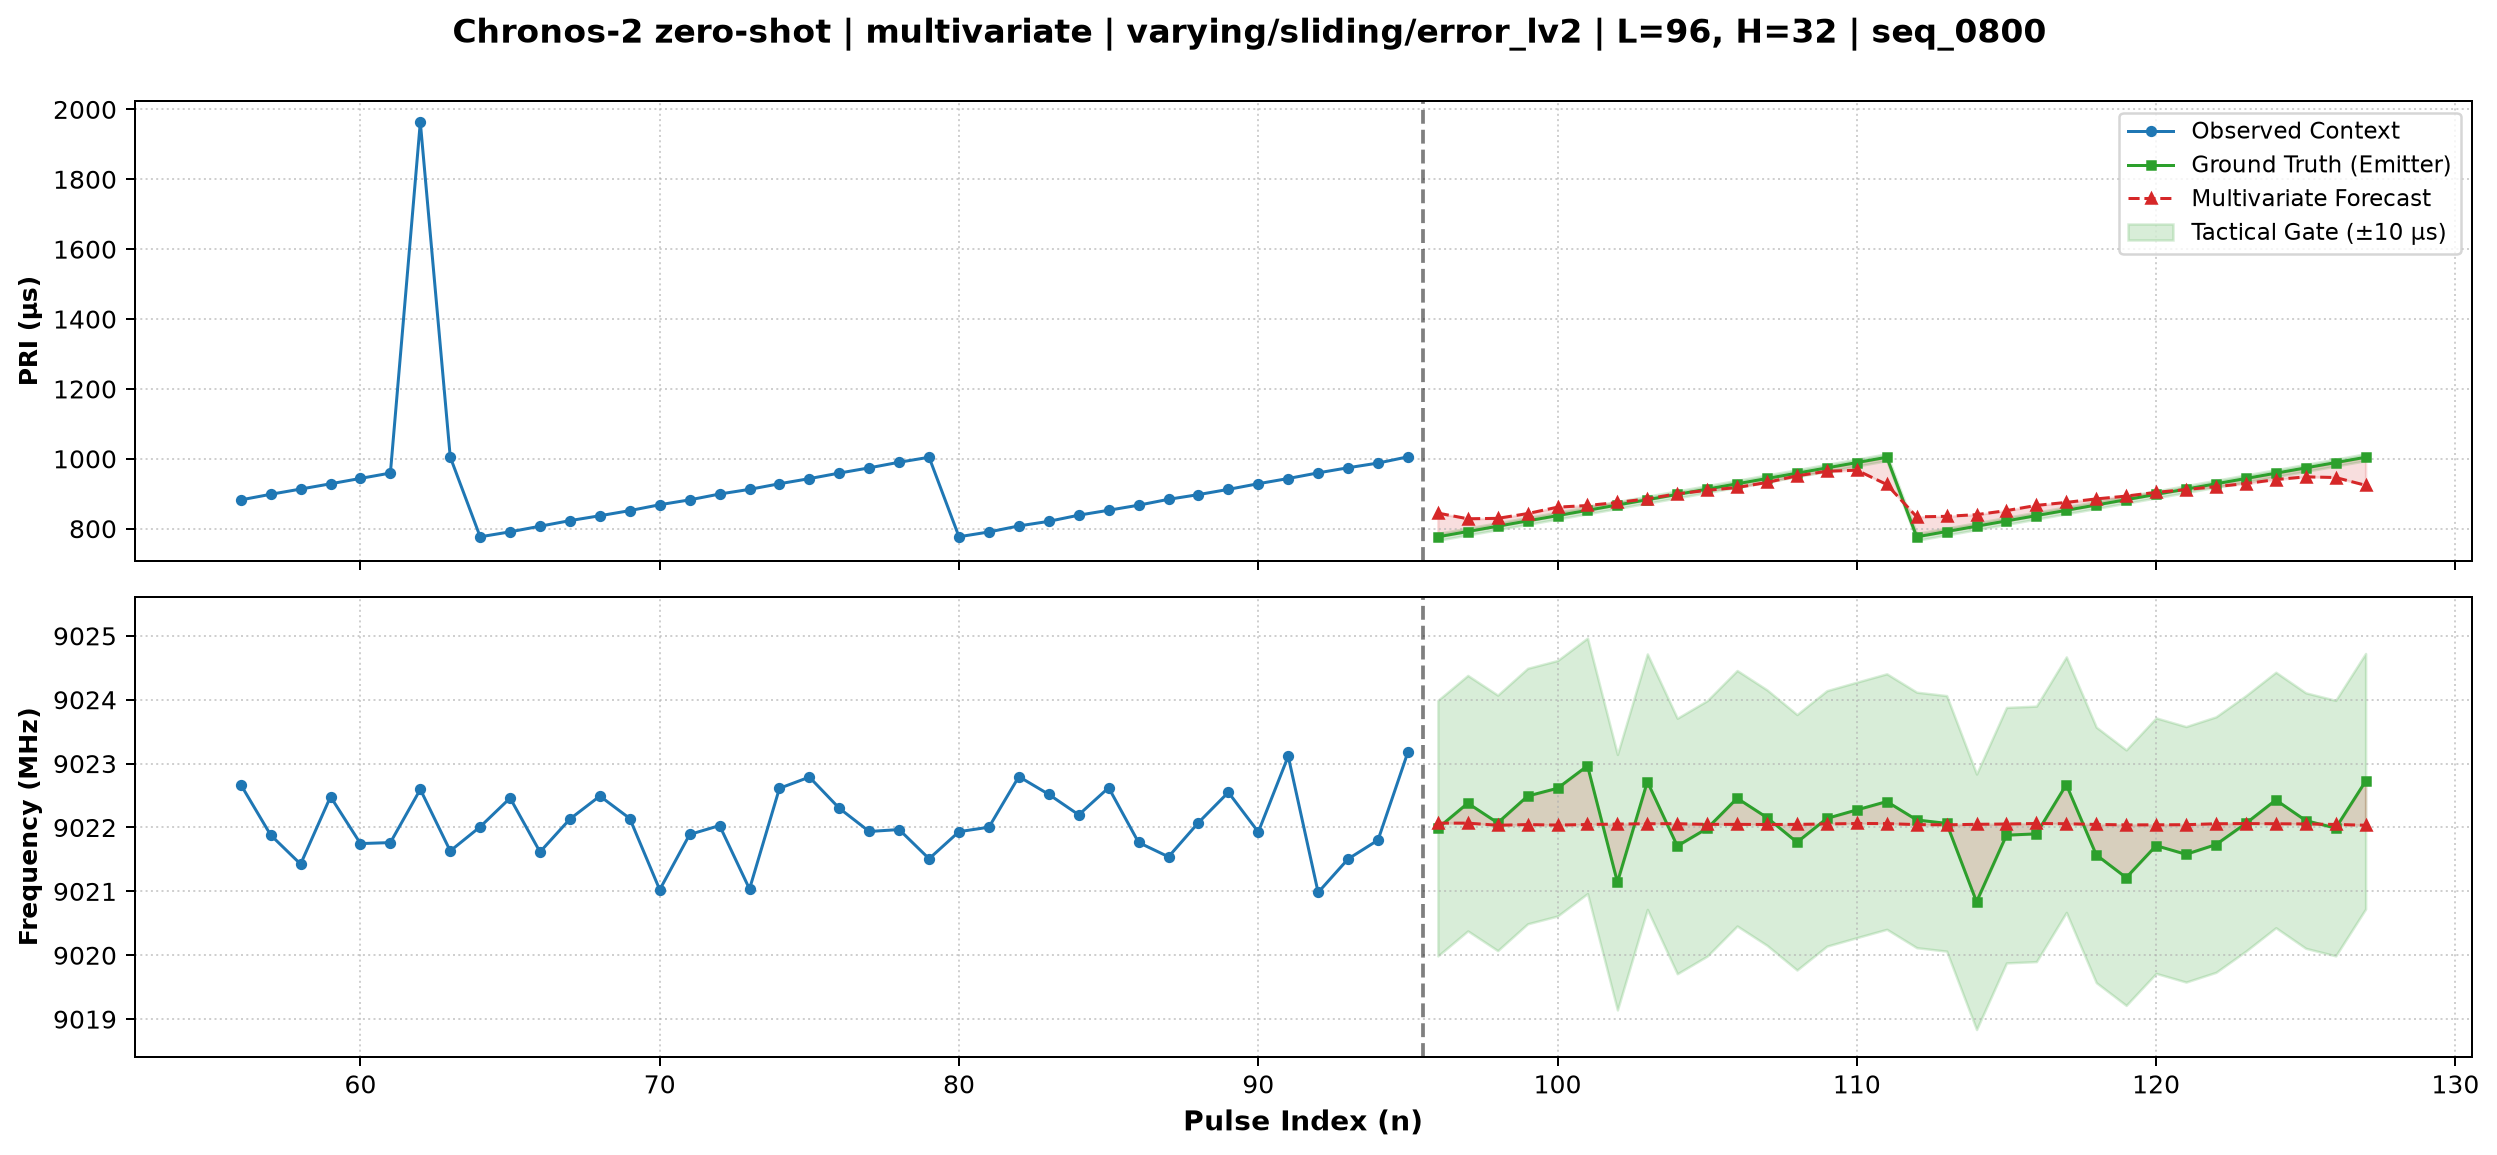 Chronos-2 zero-shot | multivariate | varying/sliding/error_lv2 | L=96, H=32 | seq_0800
PRI (µs)
2000
1800
1600
1400
1200
1000
800
Observed Context
Ground Truth (Emitter)
Multivariate Forecast
Tactical Gate (±10 µs)
Frequency (MHz)
9025
9024
9023
9022
9021
9020
9019
60 70 80 90 100 110 120 130
Pulse Index (n)